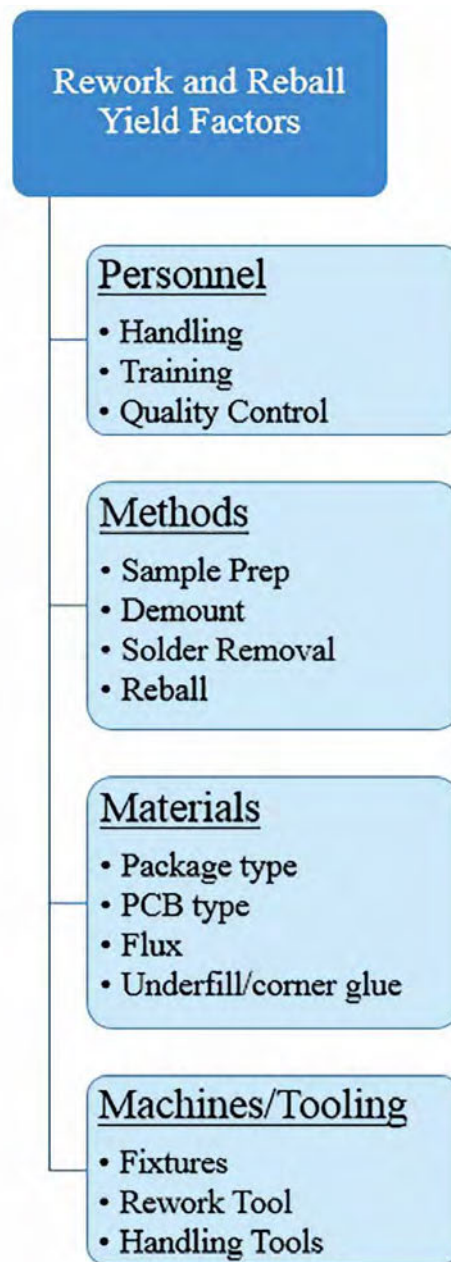 Rework and Reball
Yield Factors
Personnel
• Handling
• Training
• Quality Control
Methods
• Sample Prep
• Demount
• Solder Removal
• Reball
Materials
• Package type
• PCB type
• Flux
• Underfill/corner glue
Machines/Tooling
• Fixtures
• Rework Tool
• Handling Tools